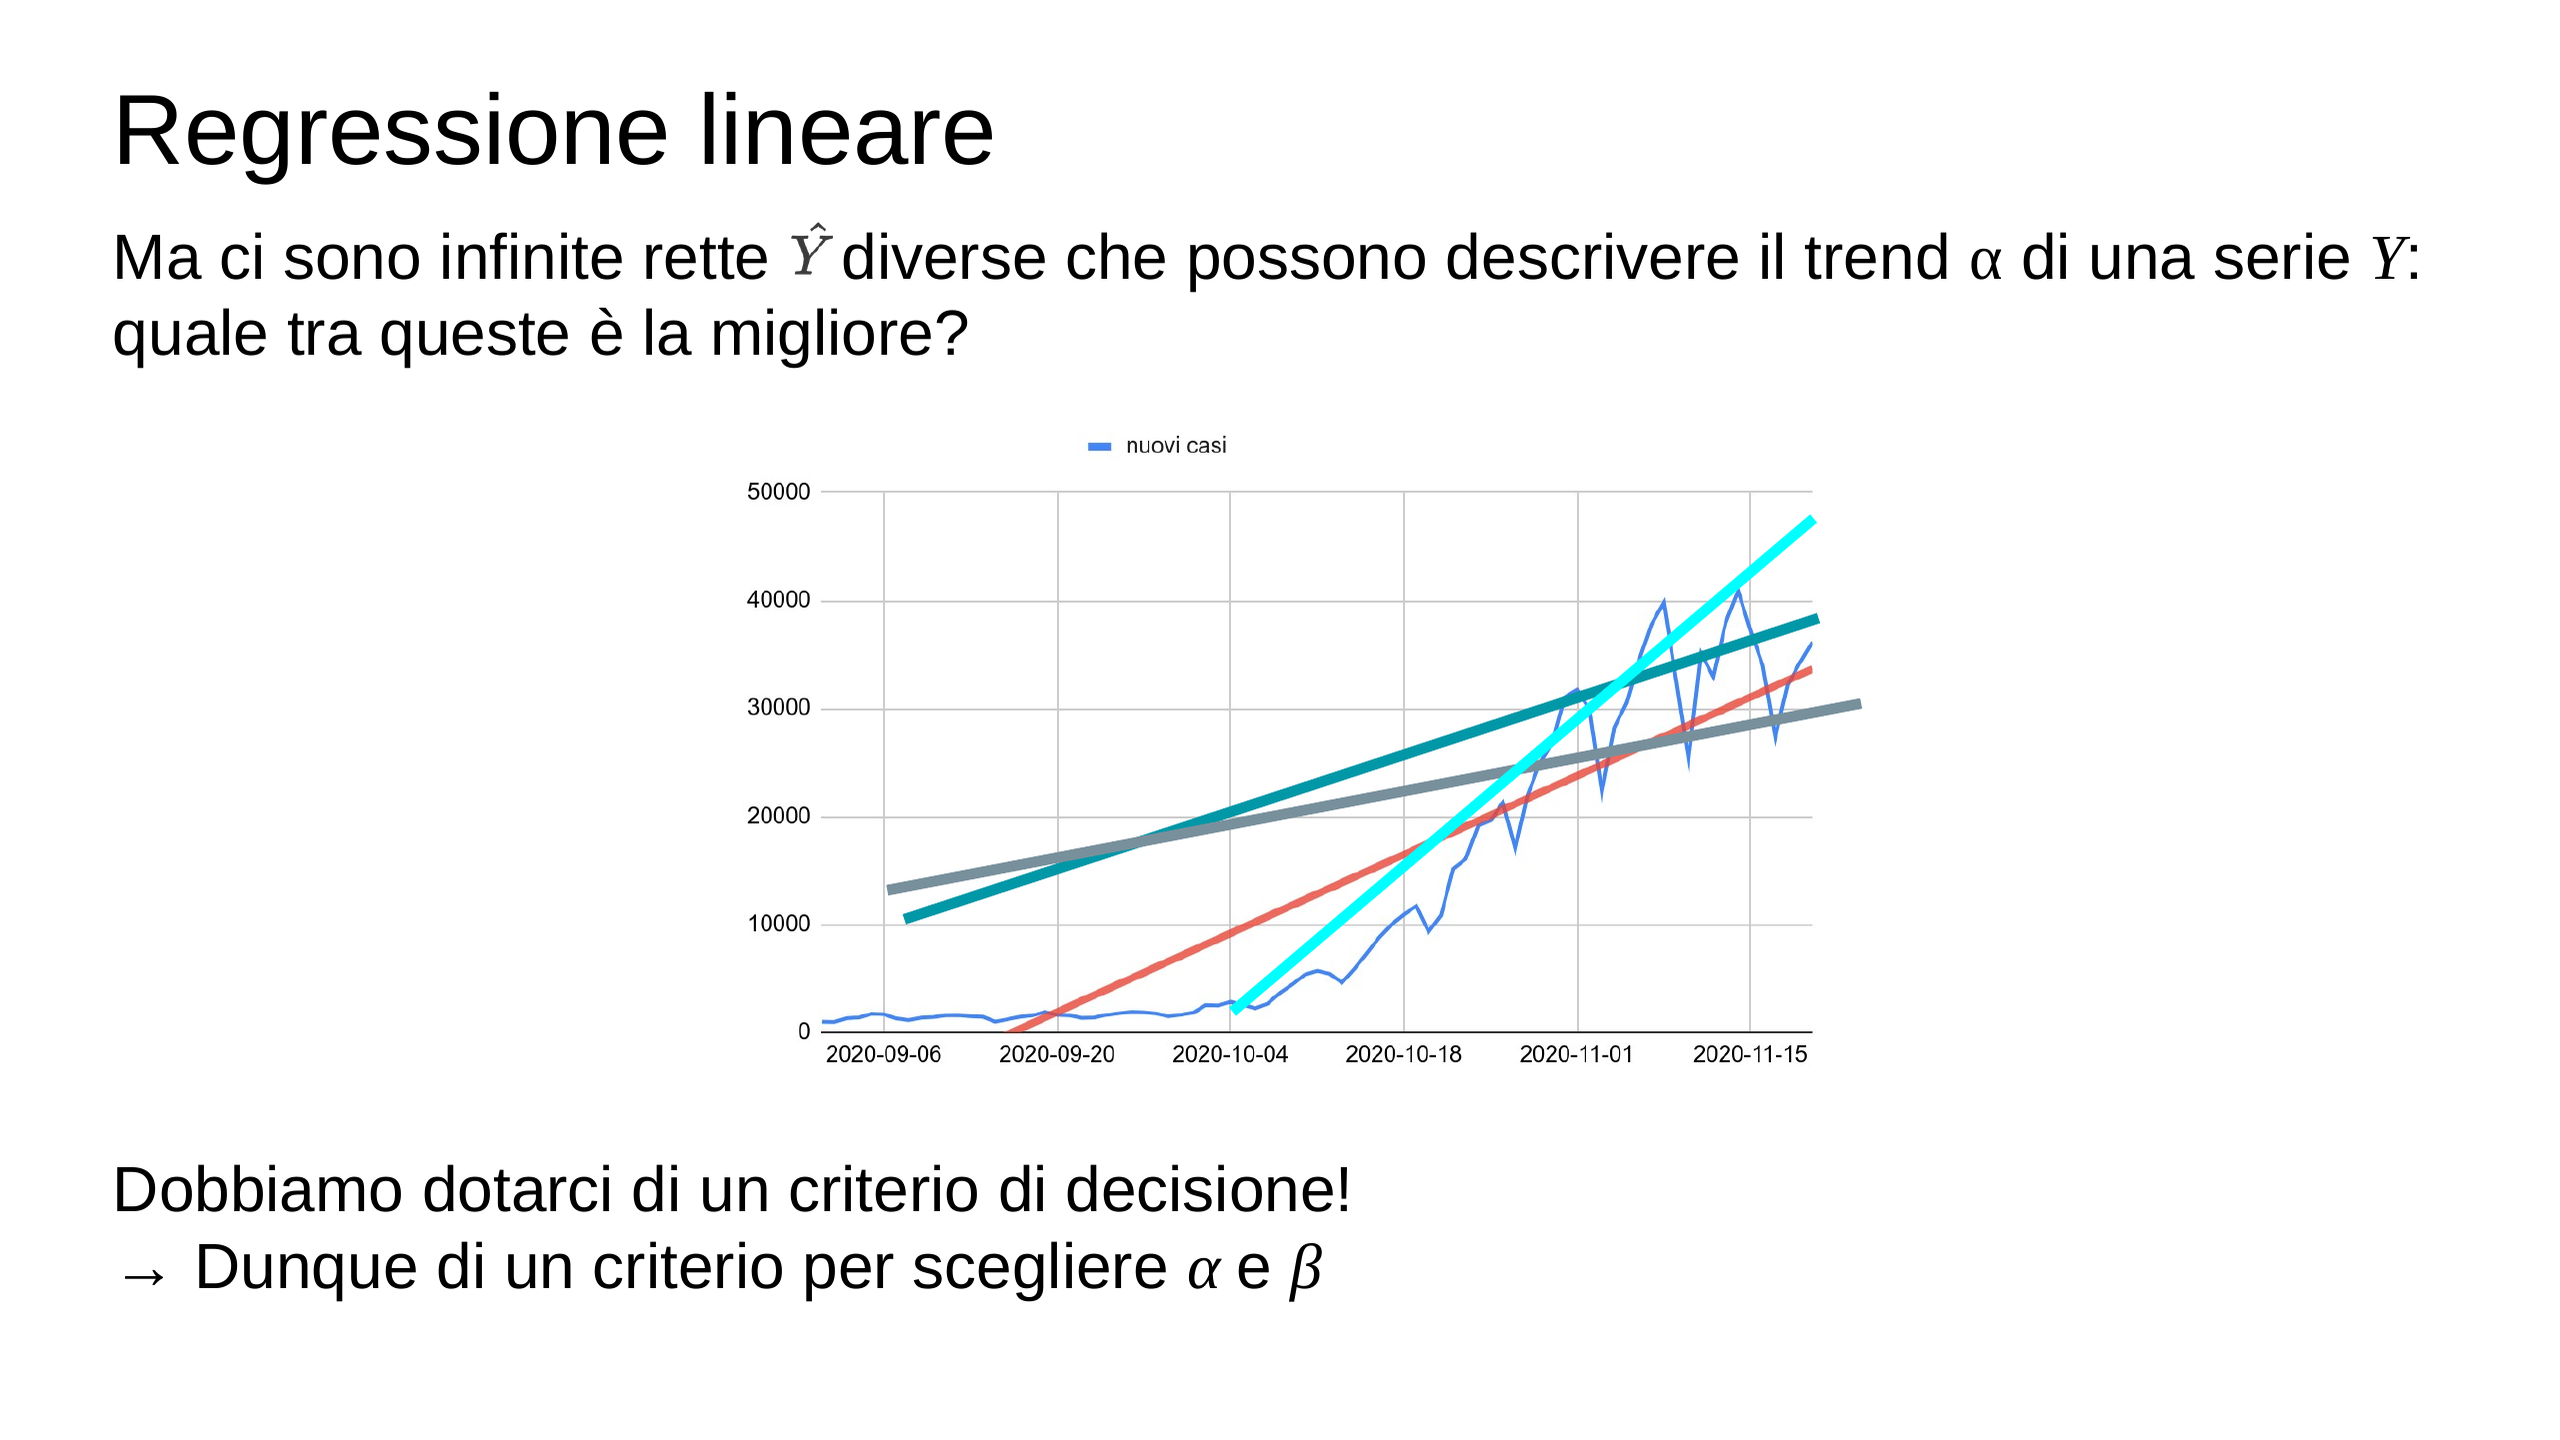 Regressione lineare
Ma ci sono infinite rette Ŷ diverse che possono descrivere il trend α di una serie Y:
quale tra queste è la migliore?
nuovi casi
50000
40000
30000
20000
10000
0
2020-09-06 2020-09-20 2020-10-04 2020-10-18 2020-11-01 2020-11-15
Dobbiamo dotarci di un criterio di decisione!
→ Dunque di un criterio per scegliere α e β